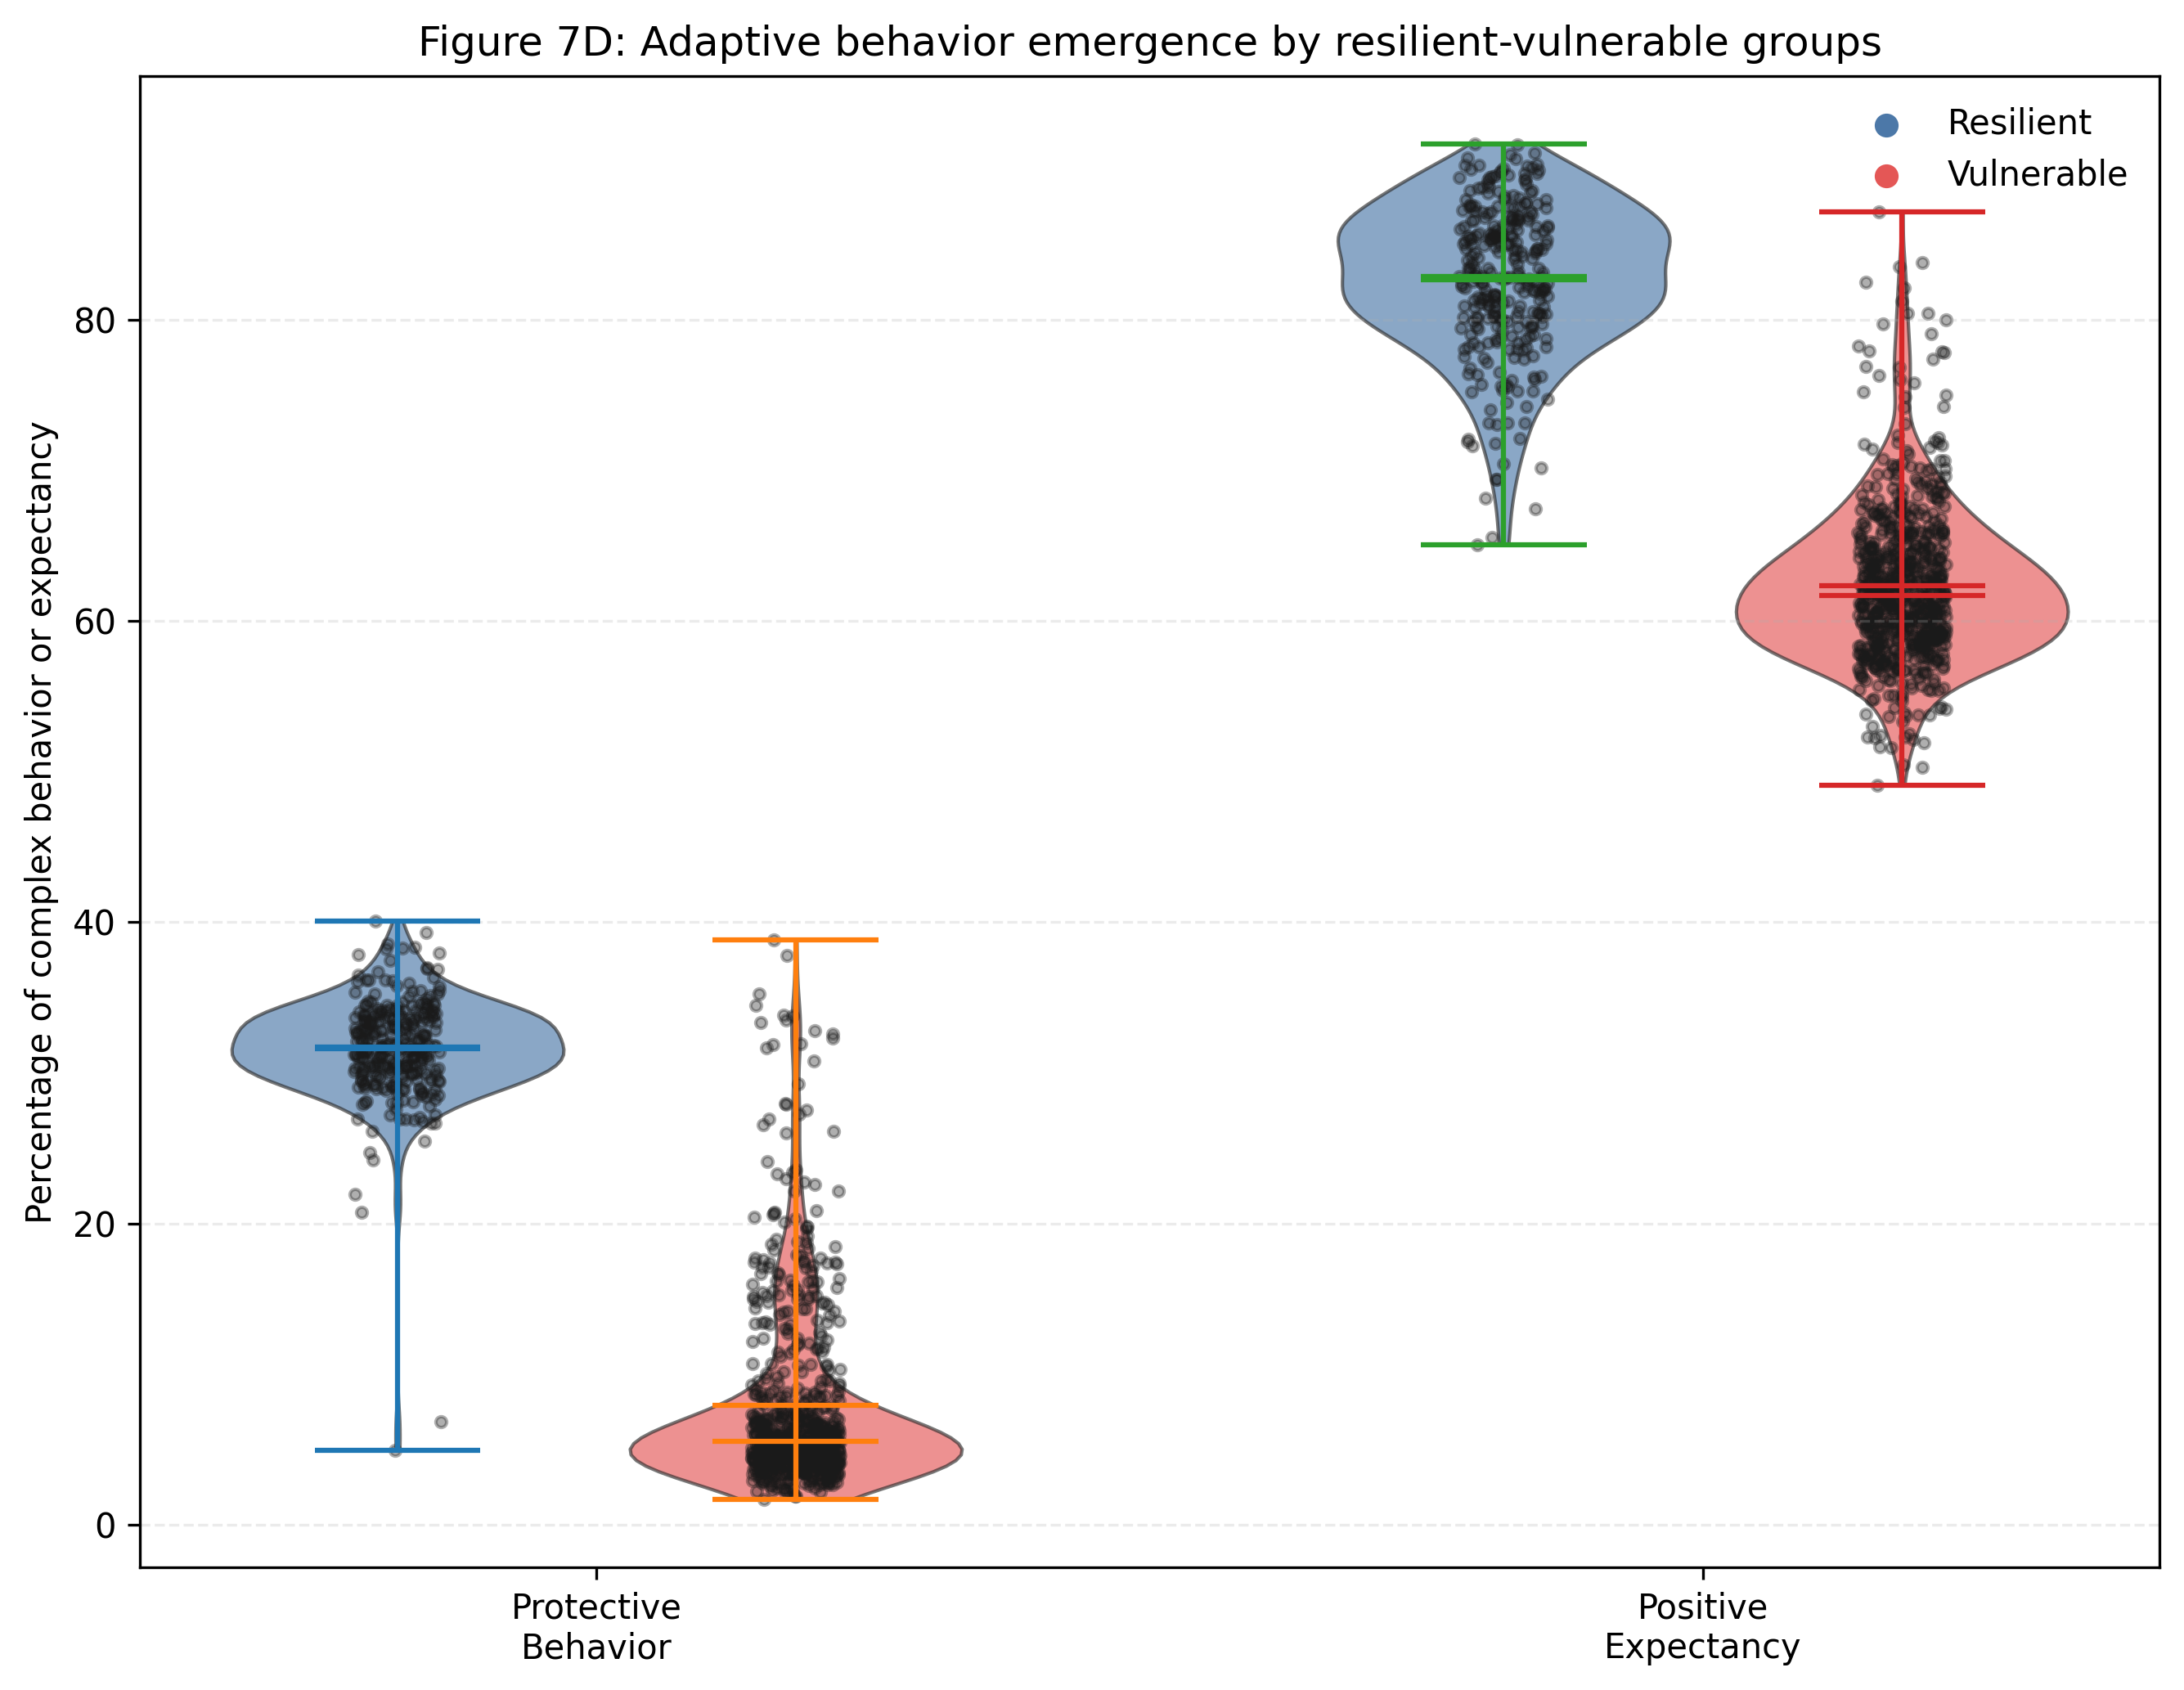 Figure 7D: Adaptive behavior emergence by resilient-vulnerable groups
Resilient
Vulnerable
Percentage of complex behavior or expectancy
80
60
40
20
0
Protective
Behavior
Positive
Expectancy